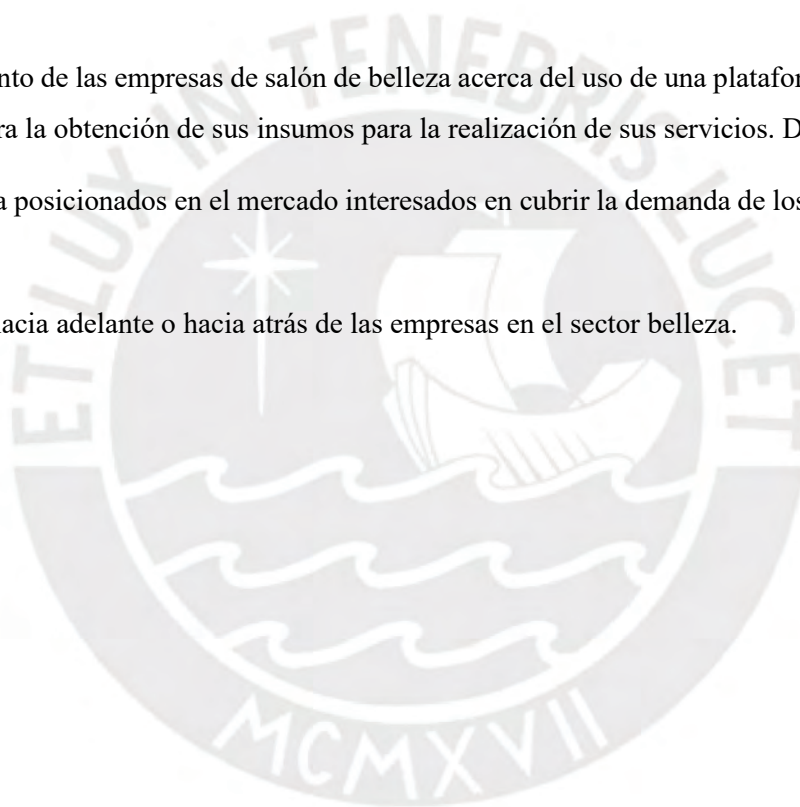 nto de las empresas de salón de belleza acerca del uso de una platafor
ra la obtención de sus insumos para la realización de sus servicios. D
a posicionados en el mercado interesados en cubrir la demanda de los
acia adelante o hacia atrás de las empresas en el sector belleza.
ET LUX IN TENEBRIS LUCET
MCMXVII